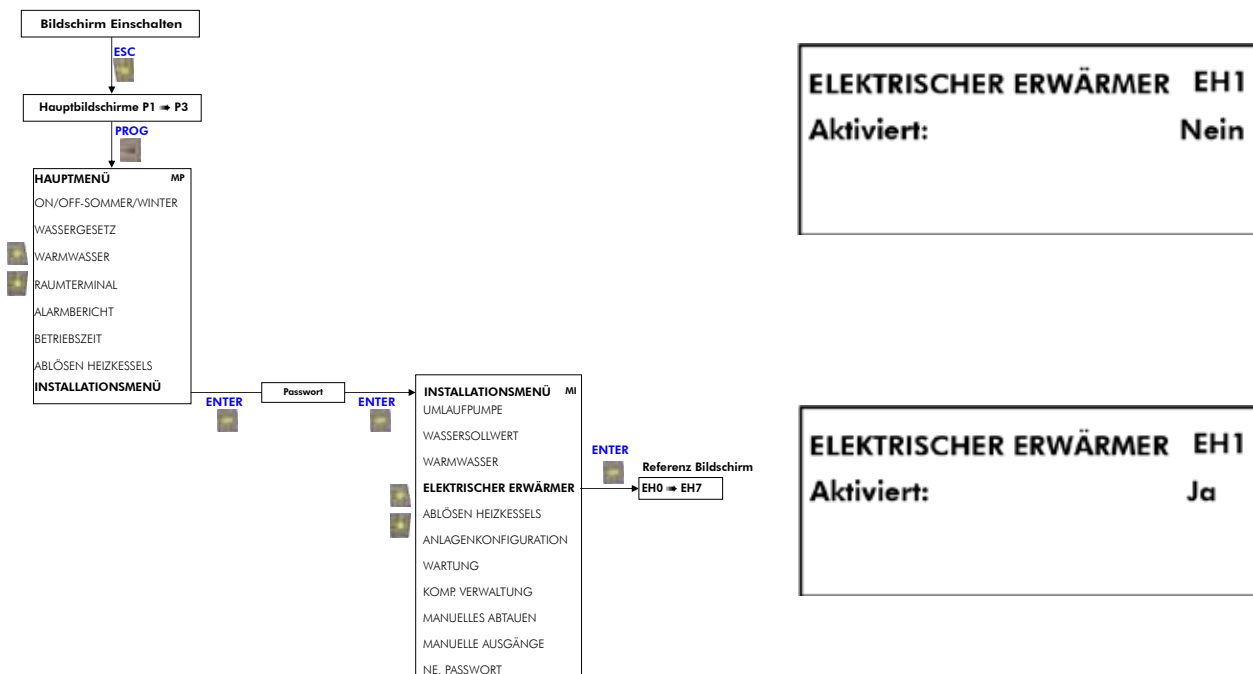 Bildschirm Einschalten
ESC
Hauptbildschirme P1 ➠ P3
PROG
HAUPTMENÜ MP
ON/OFF-SOMMER/WINTER
WASSERGESETZ
WARMWASSER
RAUMTERMINAL
ALARMBERICHT
BETRIEBSZEIT
ABLÖSEN HEIZKESSELS
INSTALLATIONSMENÜ
ENTER
Passwort
ENTER
INSTALLATIONSMENÜ MI
UMLAUFPUMPE
WASSERSOLLWERT
WARMWASSER
ELEKTRISCHER ERWÄRMER
ABLÖSEN HEIZKESSELS
ANLAGENKONFIGURATION
WARTUNG
KOMP. VERWALTUNG
MANUELLES ABTAUEN
MANUELLE AUSGÄNGE
NE. PASSWORT
ENTER
Referenz Bildschirm
EH0 ➠ EH7
ELEKTRISCHER ERWÄRMER EH1
Aktiviert: Nein
ELEKTRISCHER ERWÄRMER EH1
Aktiviert: Ja